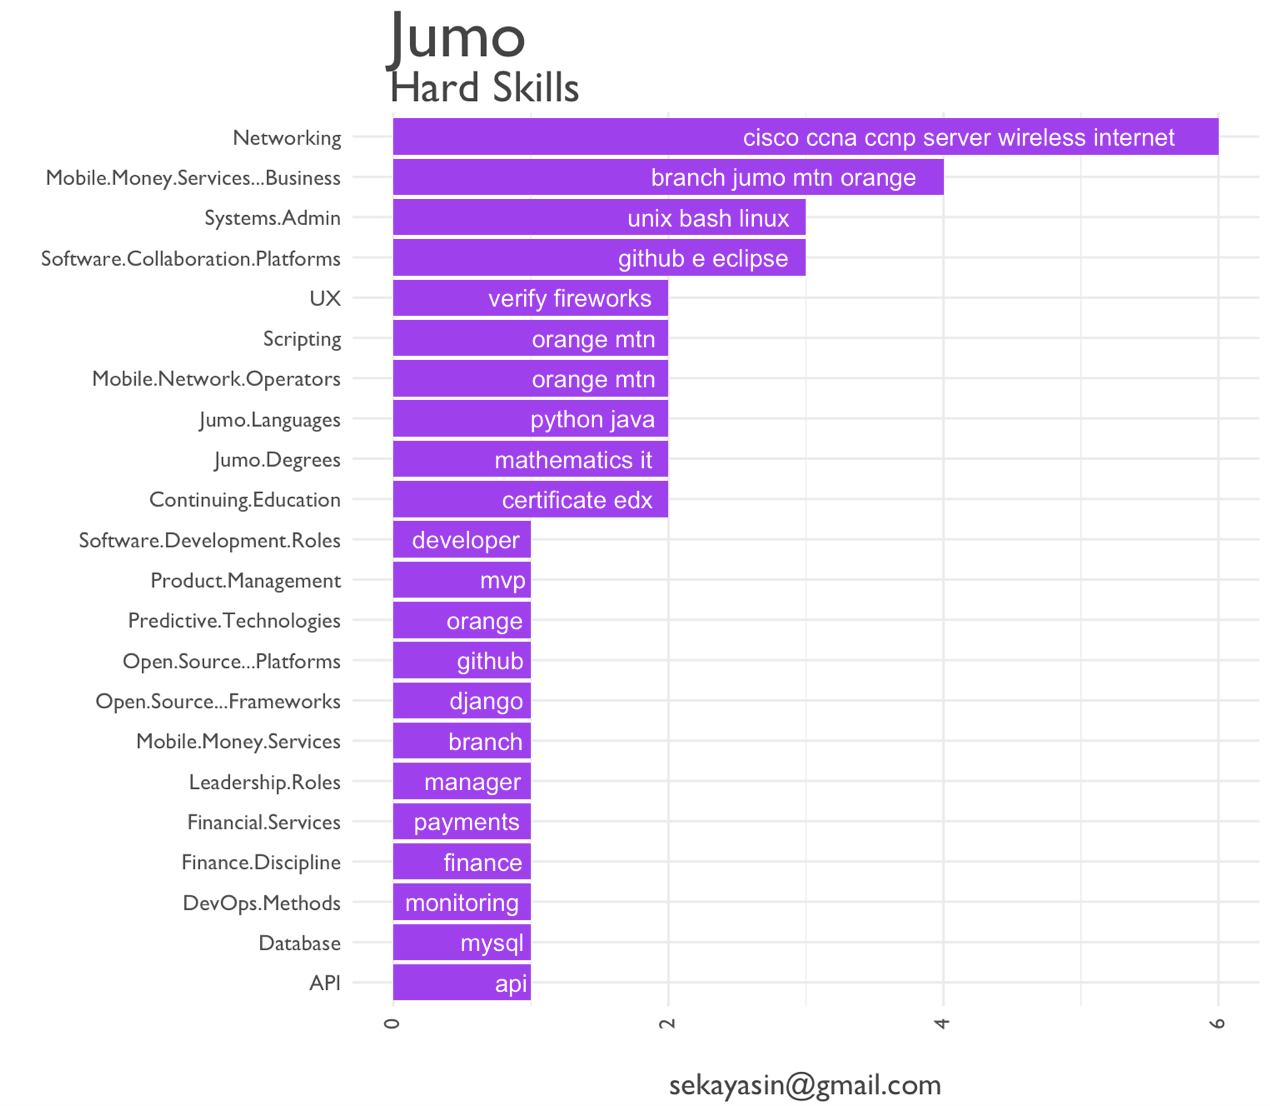 Jumo
Hard Skills
Networking cisco ccna ccnp server wireless internet
Mobile.Money.Services...Business branch jumo mtn orange
Systems.Admin unix bash linux
Software.Collaboration.Platforms github e eclipse
UX verify fireworks
Scripting orange mtn
Mobile.Network.Operators orange mtn
Jumo.Languages python java
Jumo.Degrees mathematics it
Continuing.Education certificate edx
Software.Development.Roles developer
Product.Management mvp
Predictive.Technologies orange
Open.Source...Platforms github
Open.Source...Frameworks django
Mobile.Money.Services branch
Leadership.Roles manager
Financial.Services payments
Finance.Discipline finance
DevOps.Methods monitoring
Database mysql
API api
0 2 4 6
sekayasin@gmail.com